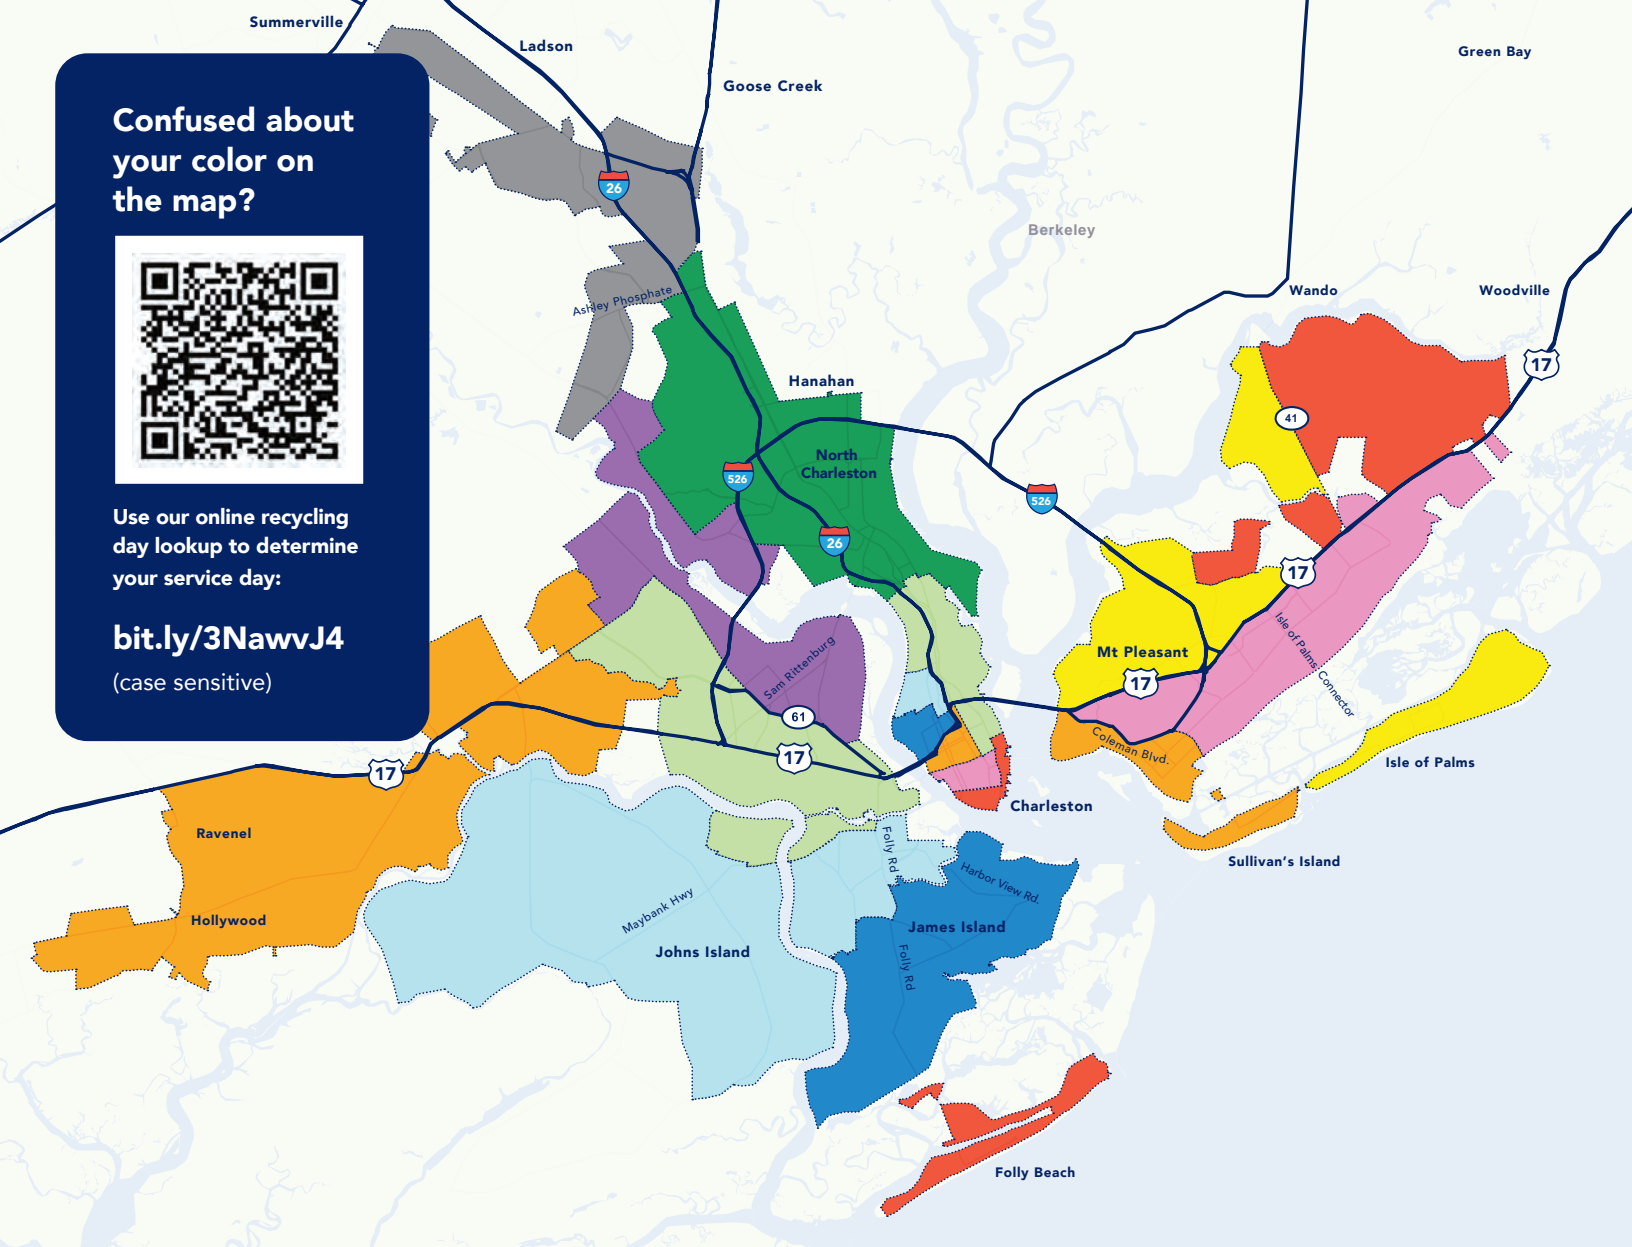 Summerville
Ladson
Goose Creek
Green Bay
Confused about
your color on
the map?
Use our online recycling
day lookup to determine
your service day:
bit.ly/3NawvJ4
(case sensitive)
26
Berkeley
Ashley Phosphate
Wando
Woodville
17
Hanahan
41
North
Charleston
526
526
26
17
Isle of Palms Connector
Mt Pleasant
17
Sam Rittenburg
61
17
Coleman Blvd.
17
Isle of Palms
Charleston
Ravenel
Folly Rd
Sullivan's Island
Harbor View Rd.
Maybank Hwy
Hollywood
James Island
Johns Island
Folly Rd
Folly Beach